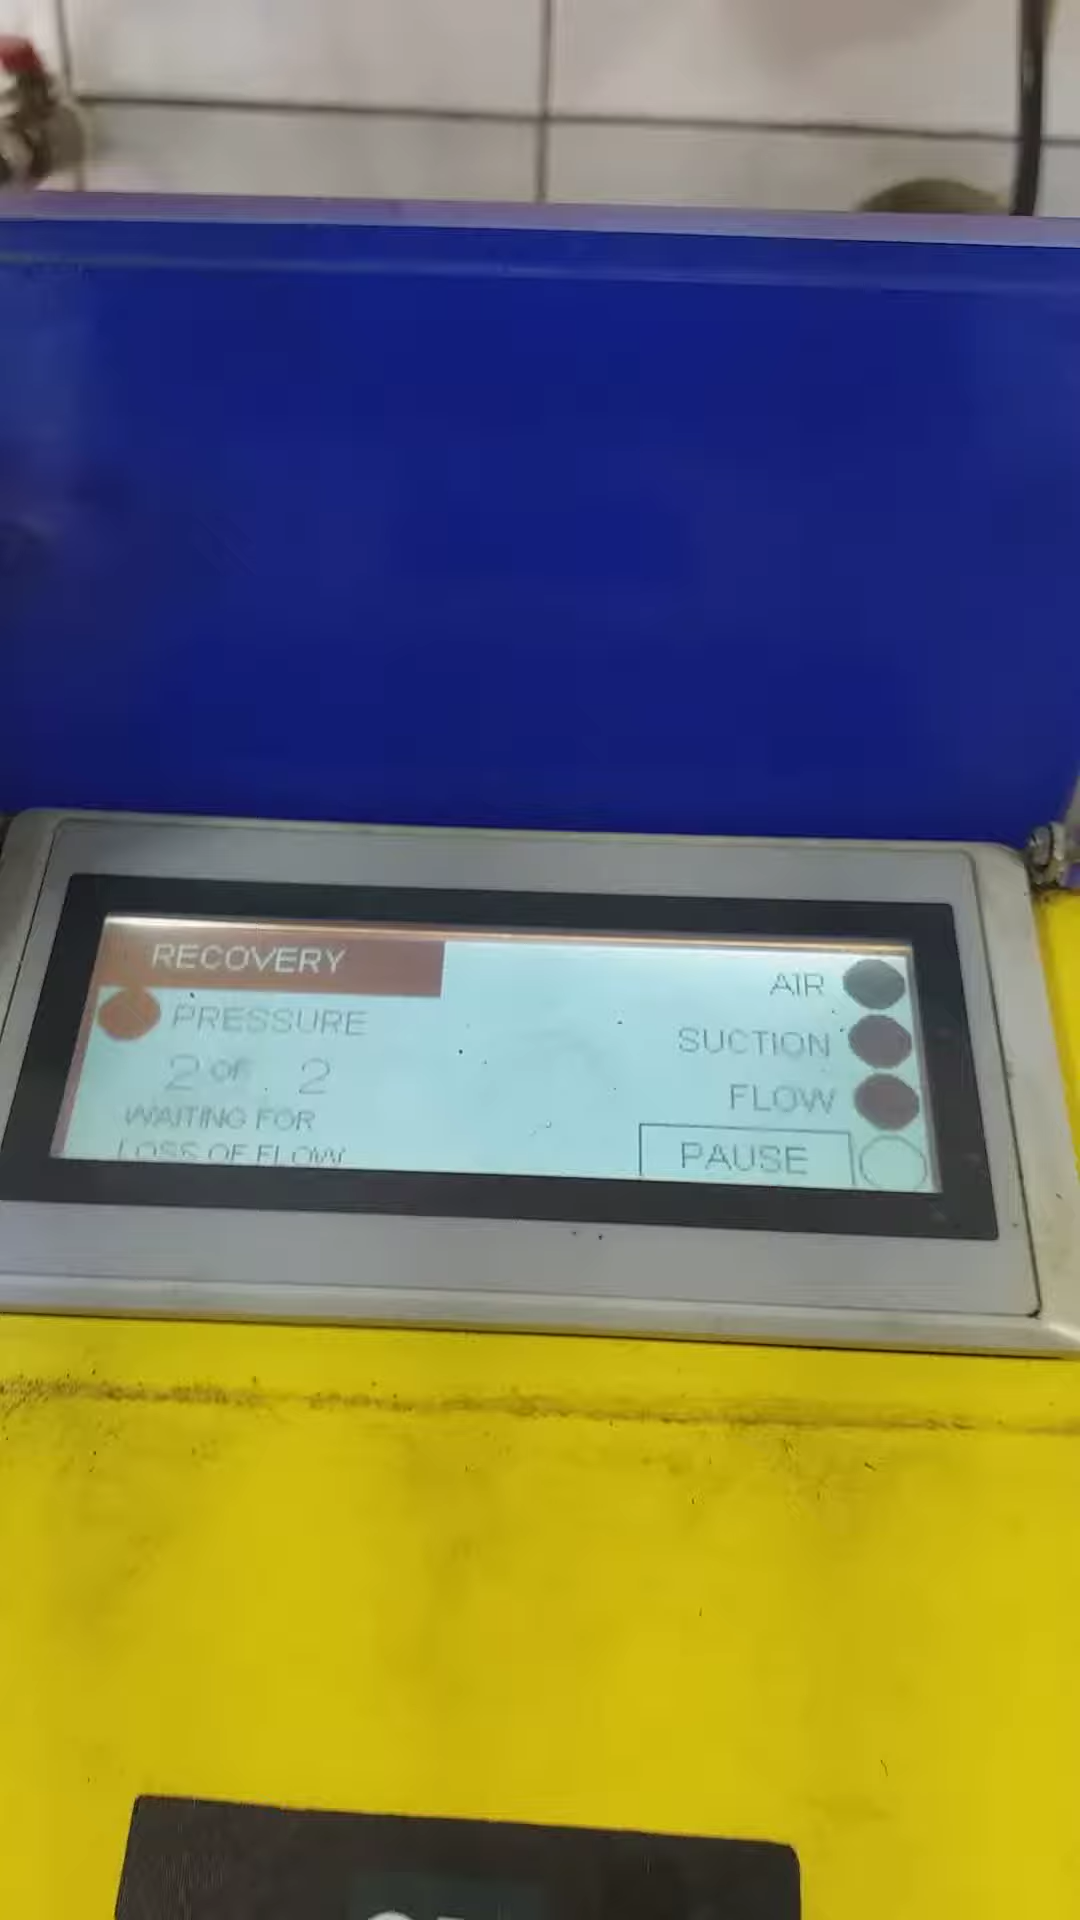 RECOVERY
AIR
PRESSURE
SUCTION
2 OF 2
FLOW
WAITING FOR
LOSS OF FLOW
PAUSE